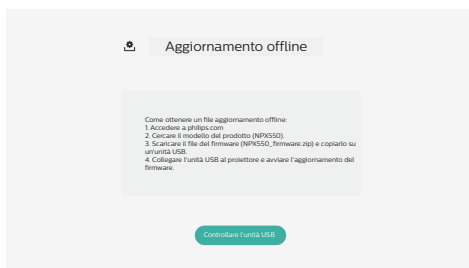 Aggiornamento offline
Come ottenere un file aggiornamento offline:
1. Accedere a philips.com
2. Cercare il modello del prodotto (NPX550).
3. Scaricare il file del firmware (NPX550_firmware.zip) e copiarlo su
un'unità USB.
4. Collegare l'unità USB al proiettore e avviare l'aggiornamento del
firmware.
Controllare l'unità USB